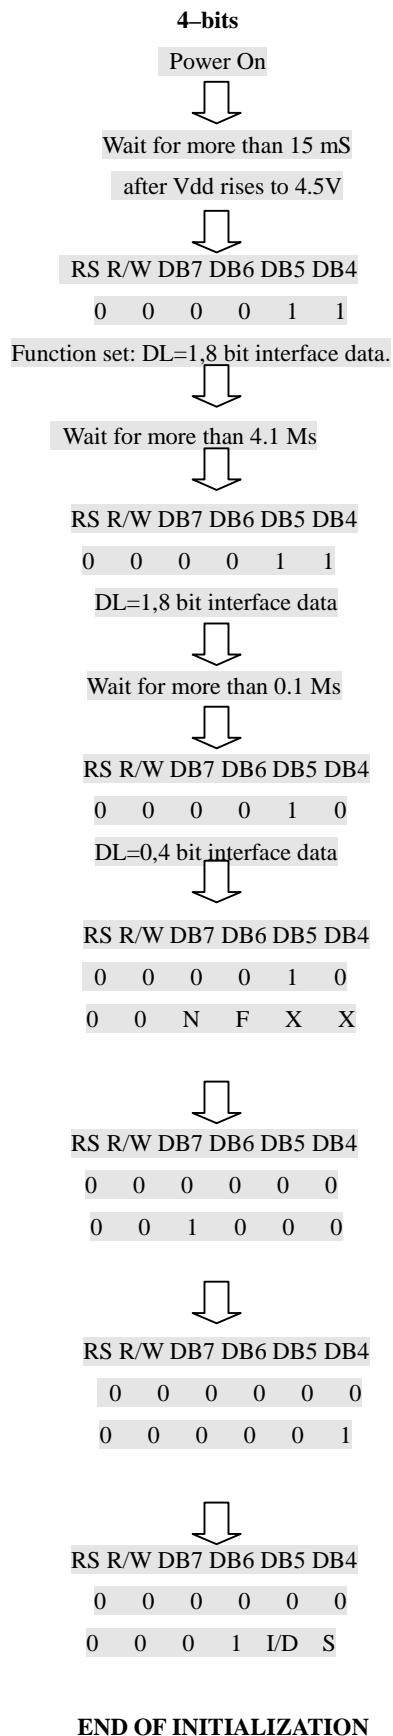 4–bits
Power On
Wait for more than 15 mS
after Vdd rises to 4.5V
RS R/W DB7 DB6 DB5 DB4
0 0 0 0 1 1
Function set: DL=1,8 bit interface data.
Wait for more than 4.1 Ms
RS R/W DB7 DB6 DB5 DB4
0 0 0 0 1 1
DL=1,8 bit interface data
Wait for more than 0.1 Ms
RS R/W DB7 DB6 DB5 DB4
0 0 0 0 1 0
DL=0,4 bit interface data
RS R/W DB7 DB6 DB5 DB4
0 0 0 0 1 0
0 0 N F X X
RS R/W DB7 DB6 DB5 DB4
0 0 0 0 0 0
0 0 1 0 0 0
RS R/W DB7 DB6 DB5 DB4
0 0 0 0 0 0
0 0 0 0 0 1
RS R/W DB7 DB6 DB5 DB4
0 0 0 0 0 0
0 0 0 1 I/D S
END OF INITIALIZATION